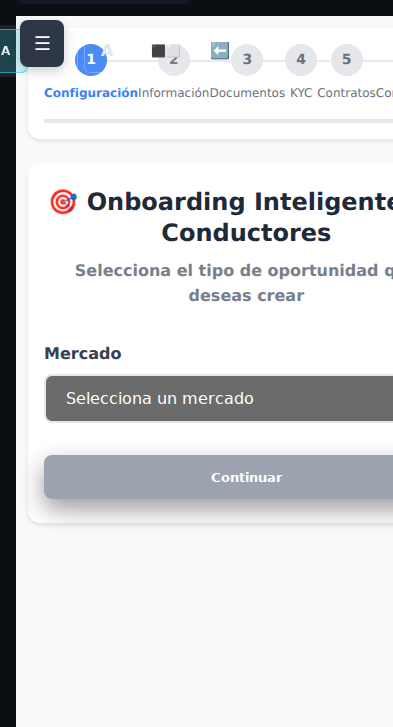 A
☰
1 A 2 3 4 5
Configuración Información Documentos KYC Contratos Co
🎯 Onboarding Inteligente
Conductores
Selecciona el tipo de oportunidad q
deseas crear
Mercado
Selecciona un mercado
Continuar